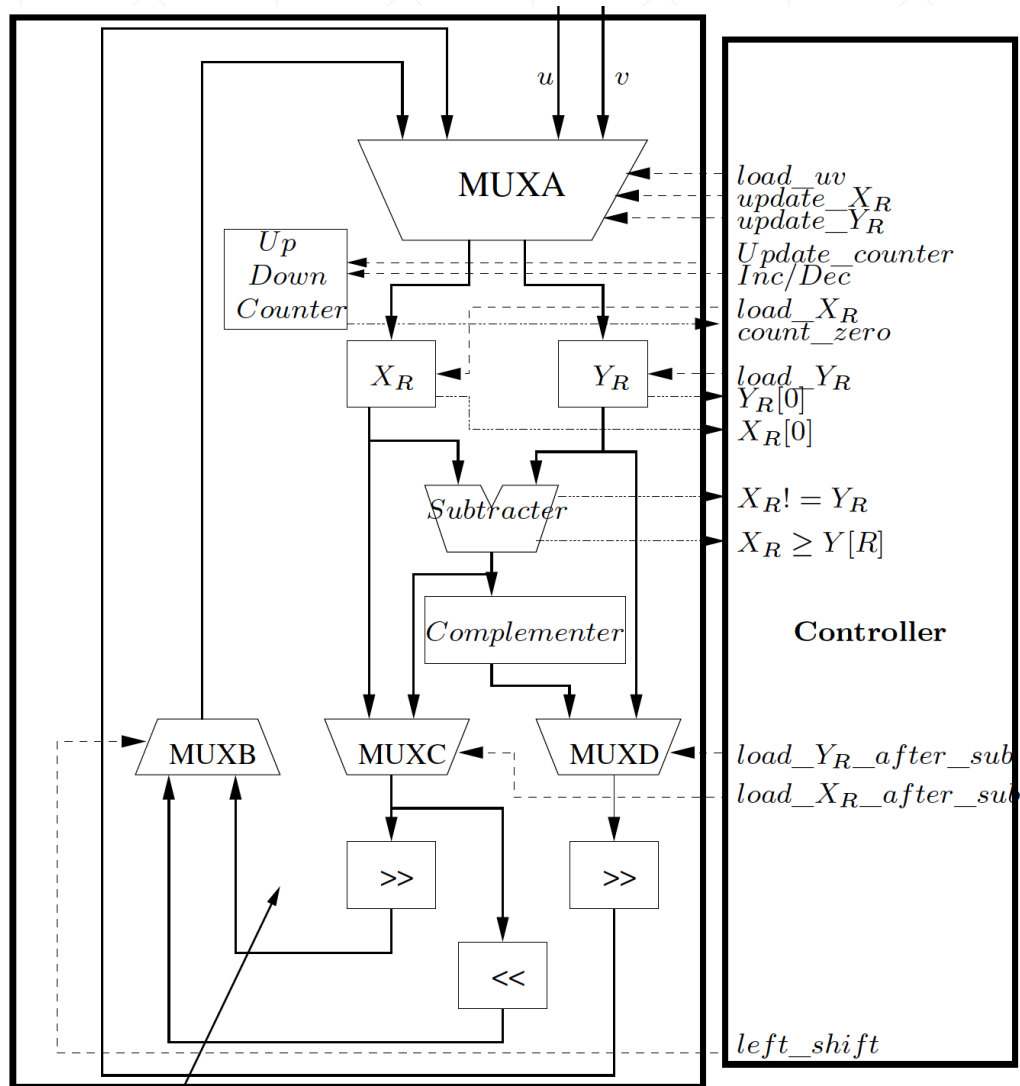 u v
MUXA
load_uv
update_X_R
update_Y_R
Up
Down
Counter
Update_counter
Inc/Dec
load_X_R
count_zero
X_R
Y_R
load_Y_R
Y_R[0]
X_R[0]
Subtracter
X_R! = Y_R
X_R ≥ Y[R]
Complementer
Controller
MUXB
MUXC
MUXD
load_Y_R_after_sub
load_X_R_after_sub
>>
>>
<<
left_shift